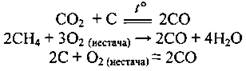 t°
CO₂ + C ══ 2CO
2CH₄ + 3O₂ (нестача) → 2CO + 4H₂O
2C + O₂ (нестача) = 2CO